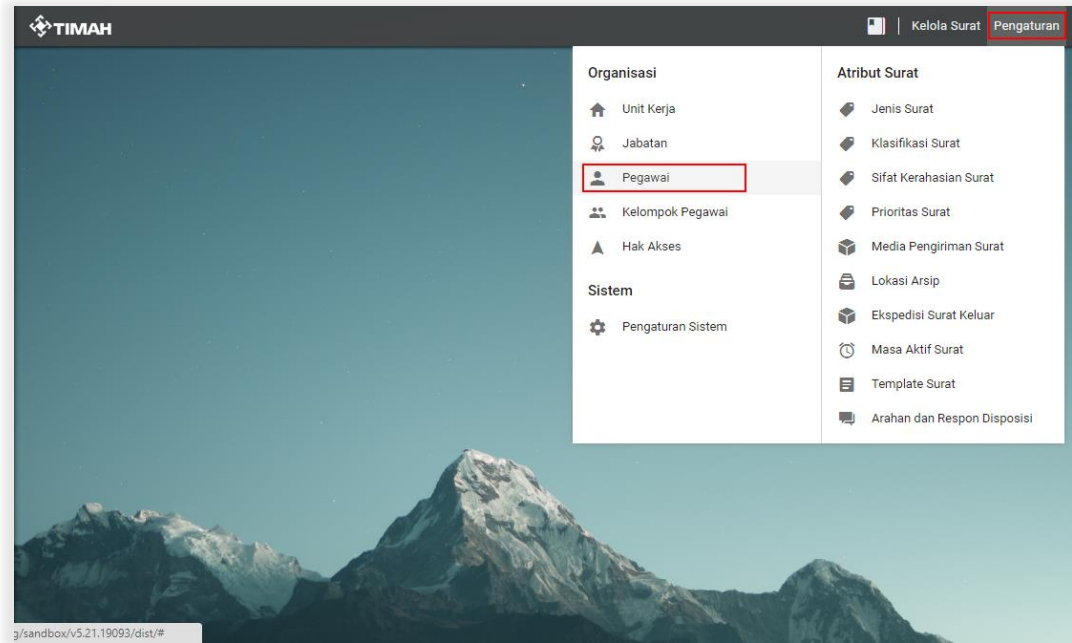 TIMAH
Kelola Surat Pengaturan
Organisasi
Unit Kerja
Jabatan
Pegawai
Kelompok Pegawai
Hak Akses
Sistem
Pengaturan Sistem
Atribut Surat
Jenis Surat
Klasifikasi Surat
Sifat Kerahasian Surat
Prioritas Surat
Media Pengiriman Surat
Lokasi Arsip
Ekspedisi Surat Keluar
Masa Aktif Surat
Template Surat
Arahan dan Respon Disposisi
g/sandbox/v5.21.19093/dist/#